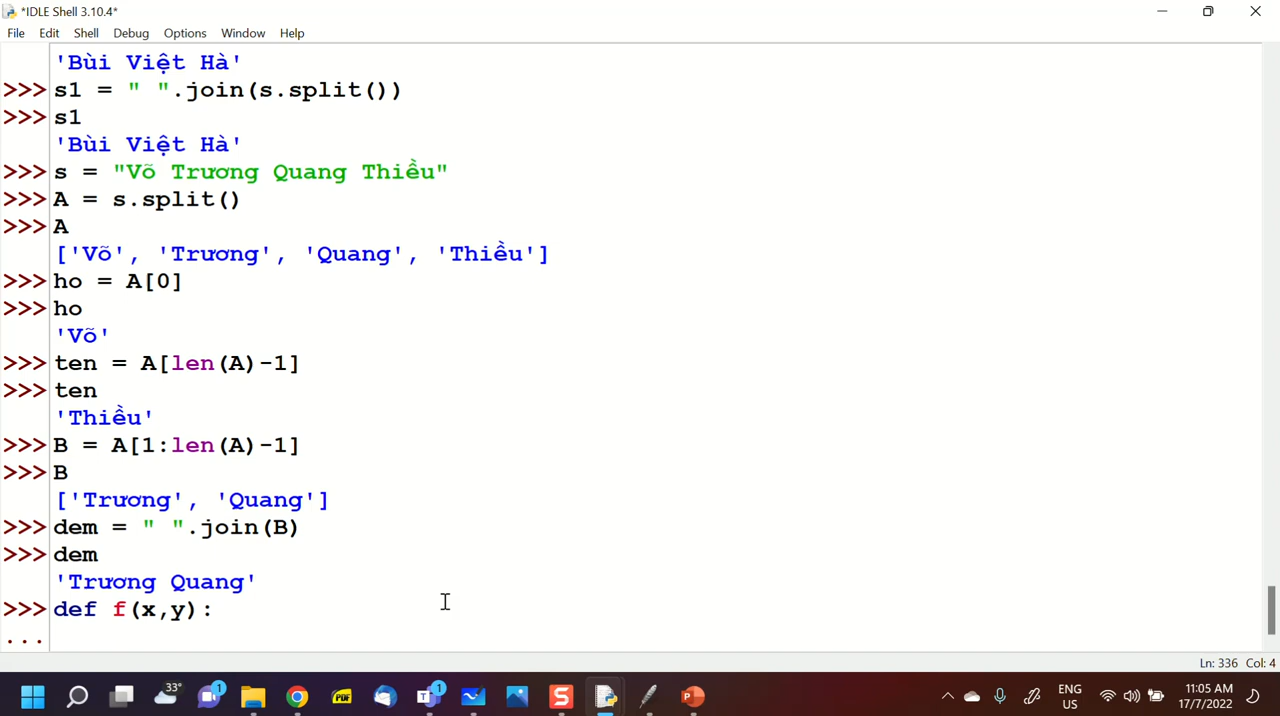 *IDLE Shell 3.10.4*
File Edit Shell Debug Options Window Help
'Bùi Việt Hà'
>>> s1 = " ".join(s.split())
>>> s1
'Bùi Việt Hà'
>>> s = "Võ Trương Quang Thiều"
>>> A = s.split()
>>> A
['Võ', 'Trương', 'Quang', 'Thiều']
>>> ho = A[0]
>>> ho
'Võ'
>>> ten = A[len(A)-1]
>>> ten
'Thiều'
>>> B = A[1:len(A)-1]
>>> B
['Trương', 'Quang']
>>> dem = " ".join(B)
>>> dem
'Trương Quang'
>>> def f(x,y):
...
Ln: 336 Col: 4
33° 1 PDF 1 S P ENG 11:05 AM
US 17/7/2022